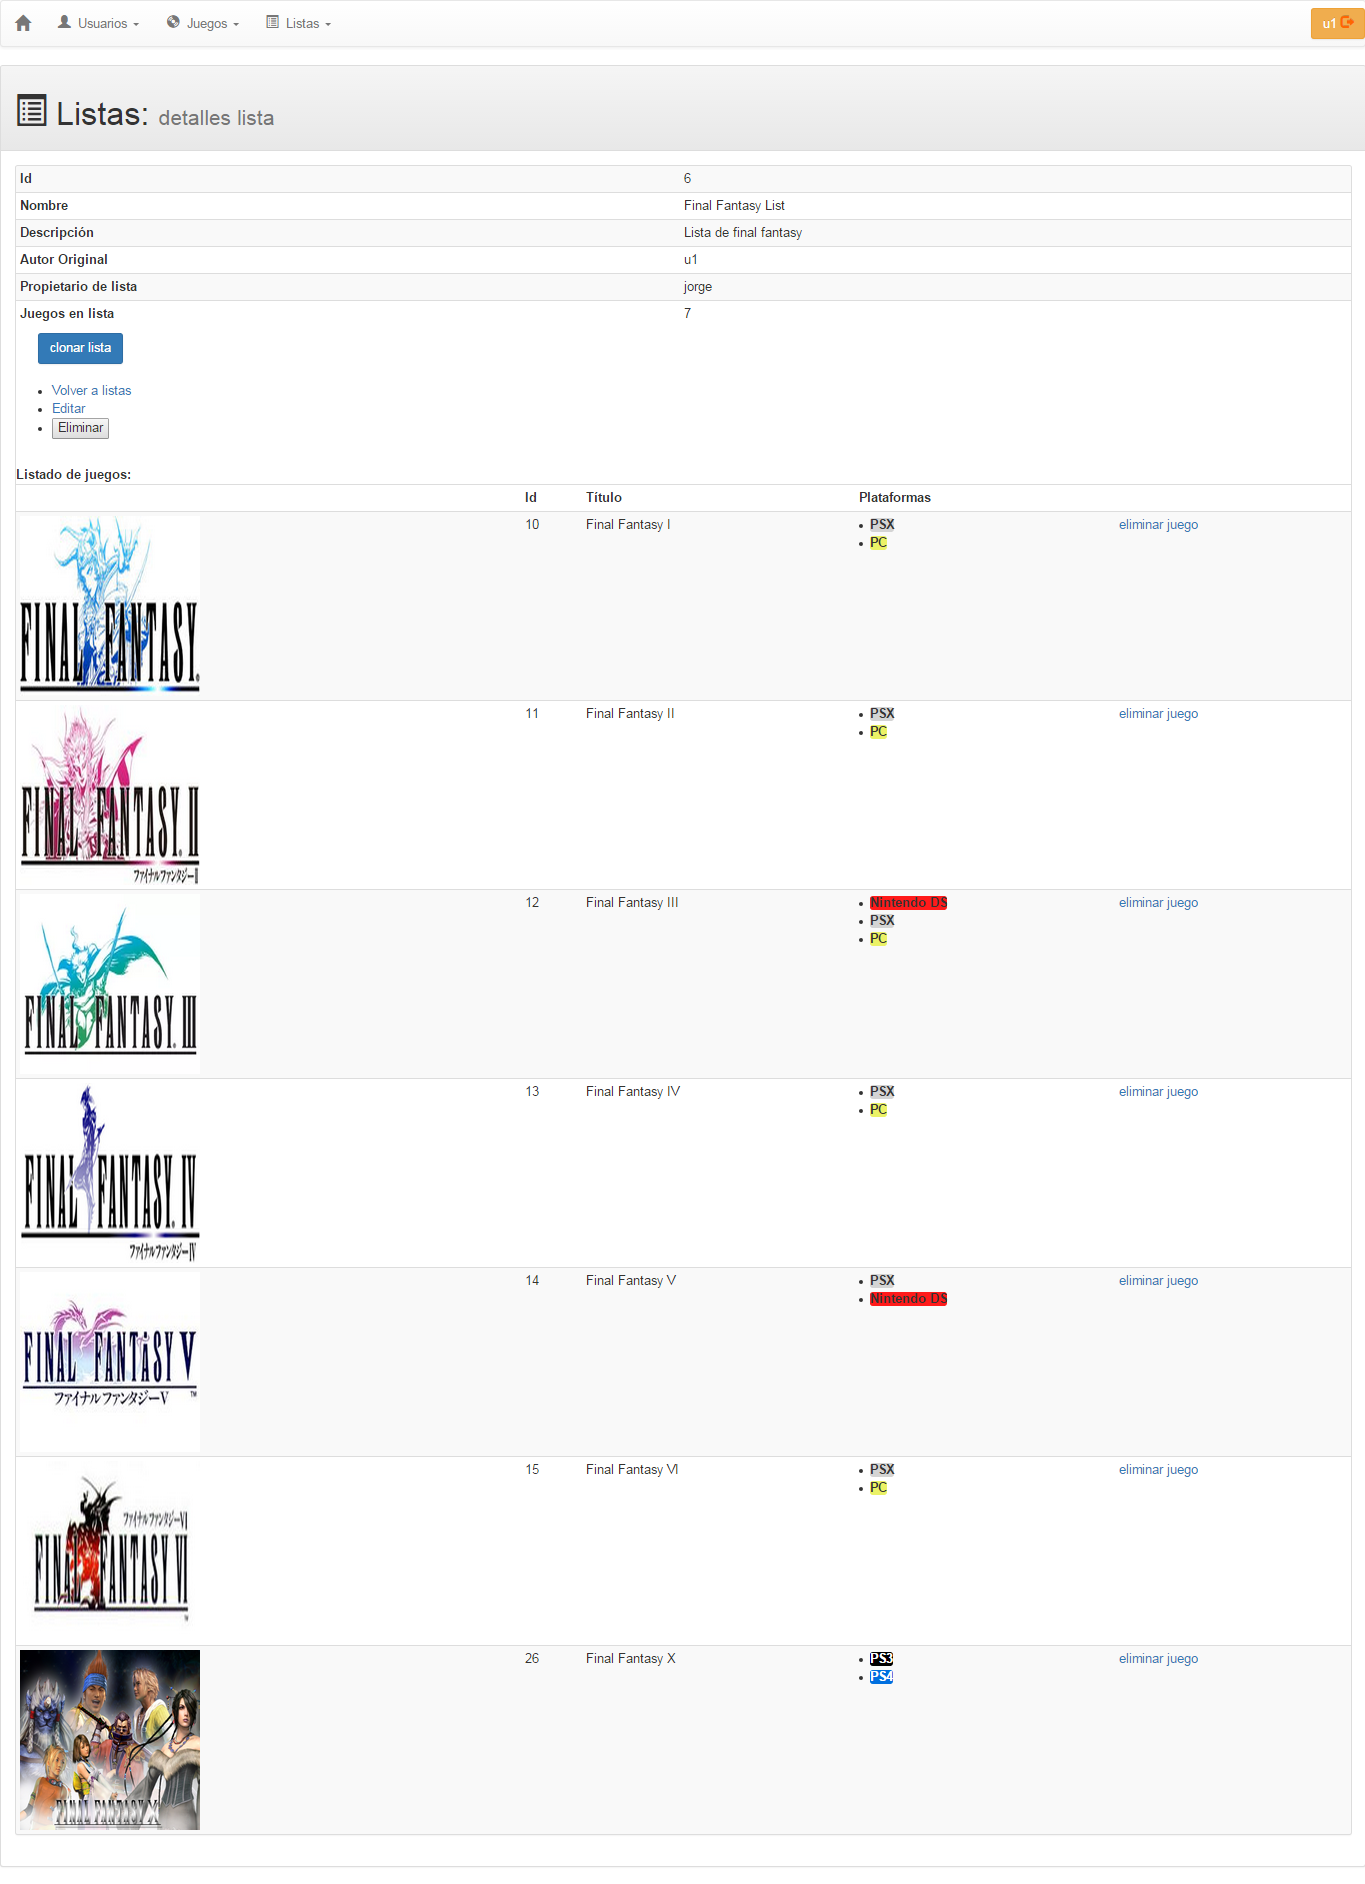 Usuarios Juegos Listas u1
Listas: detalles lista
Id 6
Nombre Final Fantasy List
Descripción Lista de final fantasy
Autor Original u1
Propietario de lista jorge
Juegos en lista 7
clonar lista
Volver a listas
Editar
Eliminar
Listado de juegos:
Id Título Plataformas
10 Final Fantasy I PSX eliminar juego
PC
FINAL FANTASY®
11 Final Fantasy II PSX eliminar juego
PC
FINAL FANTASY® II
ファイナルファンタジーII
12 Final Fantasy III Nintendo DS eliminar juego
PSX
PC
FINAL FANTASY® III
13 Final Fantasy IV PSX eliminar juego
PC
FINAL FANTASY® IV
ファイナルファンタジーIV
14 Final Fantasy V PSX eliminar juego
Nintendo DS
FINAL FANTASY V
ファイナルファンタジーV ™
15 Final Fantasy VI PSX eliminar juego
PC
ファイナルファンタジーVI
FINAL FANTASY VI
™
26 Final Fantasy X PS3 eliminar juego
PS4
FINAL FANTASY X